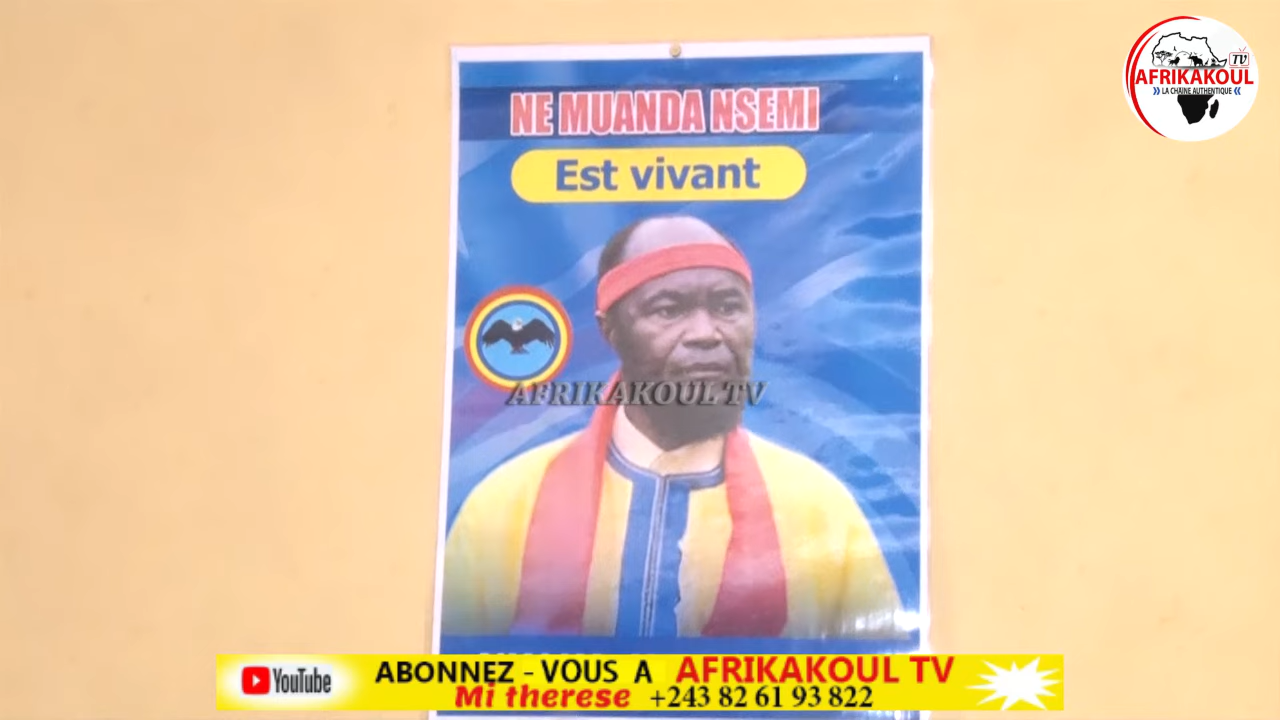 NE MUANDA NSEMI
Est vivant
AFRIKAKOUL TV
TV
AFRIKAKOUL
LA CHAINE AUTHENTIQUE
YouTube
ABONNEZ - VOUS A AFRIKAKOUL TV
Mi therese +243 82 61 93 822